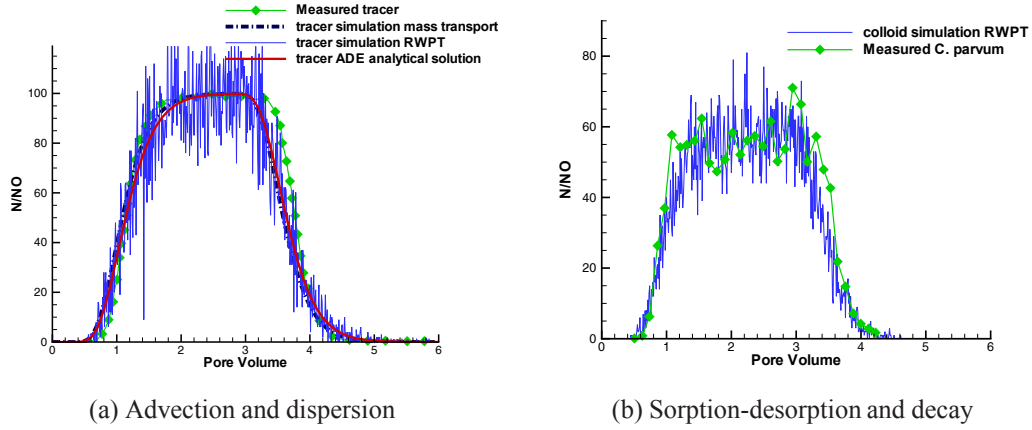 Measured tracer
tracer simulation mass transport
tracer simulation RWPT
tracer ADE analytical solution
N/NO
100
80
60
40
20
0
0 1 2 3 4 5 6
Pore Volume
(a) Advection and dispersion
colloid simulation RWPT
Measured C. parvum
N/NO
80
60
40
20
0
0 1 2 3 4 5 6
Pore Volume
(b) Sorption-desorption and decay